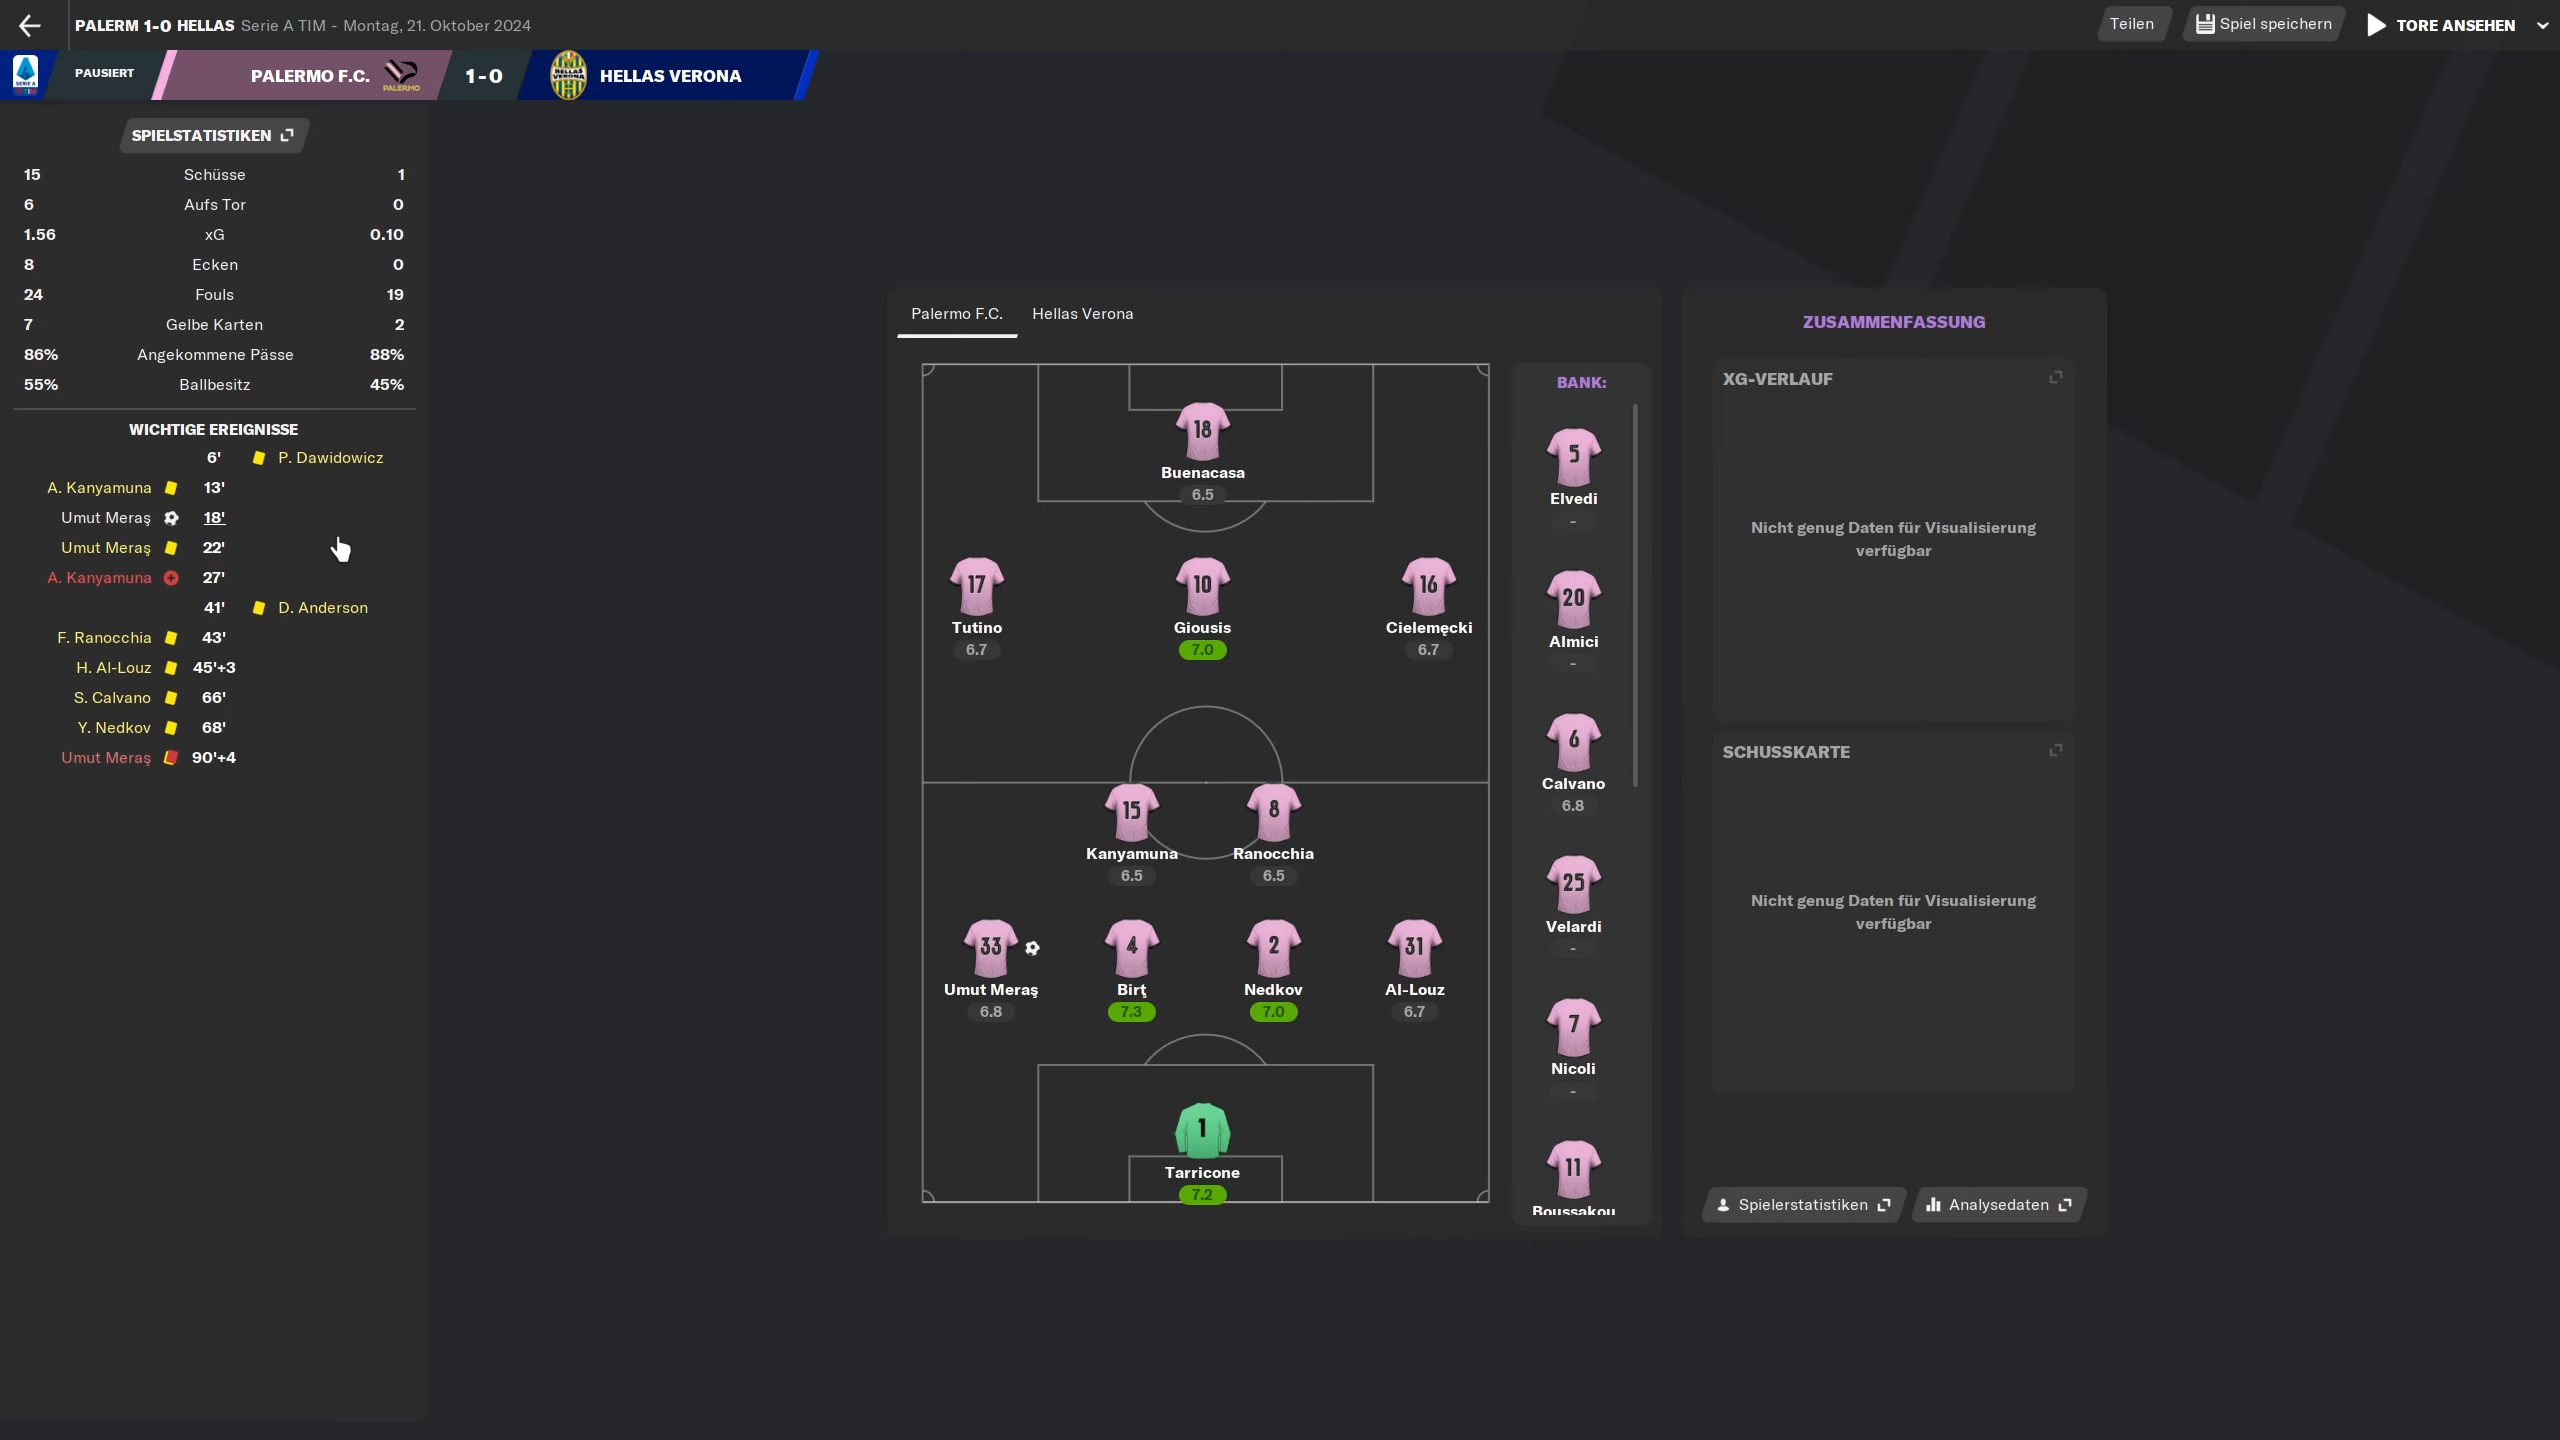 PALERM 1-0 HELLAS Serie A TIM - Montag, 21. Oktober 2024
Teilen
Spiel speichern
TORE ANSEHEN
PAUSIERT
PALERMO F.C.
PALERMO
1 - 0
HELLAS VERONA
SPIELSTATISTIKEN
15 Schüsse 1
6 Aufs Tor 0
1.56 xG 0.10
8 Ecken 0
24 Fouls 19
7 Gelbe Karten 2
86% Angekommene Pässe 88%
55% Ballbesitz 45%
WICHTIGE EREIGNISSE
6' P. Dawidowicz
A. Kanyamuna 13'
Umut Meraş 18'
Umut Meraş 22'
A. Kanyamuna 27'
41' D. Anderson
F. Ranocchia 43'
H. Al-Louz 45'+3
S. Calvano 66'
Y. Nedkov 68'
Umut Meraş 90'+4
Palermo F.C. Hellas Verona
18
Buenacasa
6.5
17 10 16
Tutino Giousis Cielemęcki
6.7 7.0 6.7
15 8
Kanyamuna Ranocchia
6.5 6.5
33 4 2 31
Umut Meraş Birţ Nedkov Al-Louz
6.8 7.3 7.0 6.7
1
Tarricone
7.2
BANK:
5
Elvedi
-
20
Almici
-
6
Calvano
6.8
25
Velardi
-
7
Nicoli
-
11
Boussakou
ZUSAMMENFASSUNG
XG-VERLAUF
Nicht genug Daten für Visualisierung
verfügbar
SCHUSSKARTE
Nicht genug Daten für Visualisierung
verfügbar
Spielerstatistiken
Analysedaten